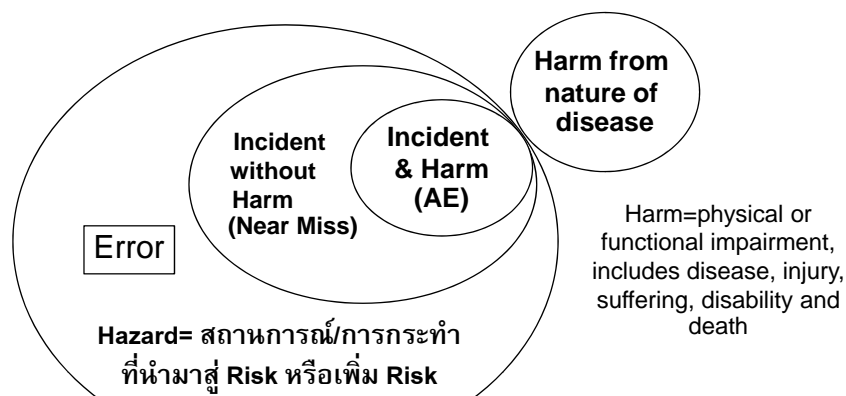 Harm from
nature of
disease
Incident
without
Harm
(Near Miss)
Incident
& Harm
(AE)
Error
Harm=physical or
functional impairment,
includes disease, injury,
suffering, disability and
death
Hazard= สถานการณ์/การกระทำ
ที่นำมาสู่ Risk หรือเพิ่ม Risk